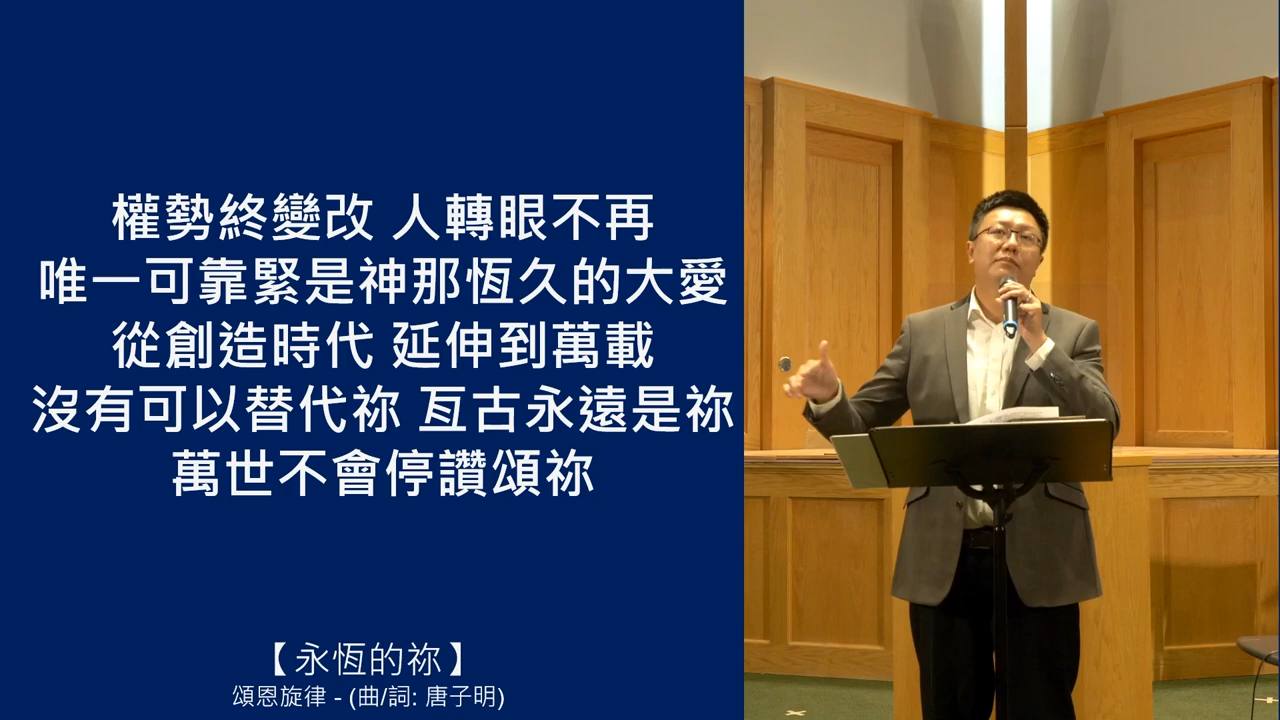 權勢終變改 人轉眼不再
唯一可靠緊是神那恆久的大愛
從創造時代 延伸到萬載
沒有可以替代祢 亙古永遠是祢
萬世不會停讚頌祢
【永恆的祢】
頌恩旋律 - (曲/詞: 唐子明)